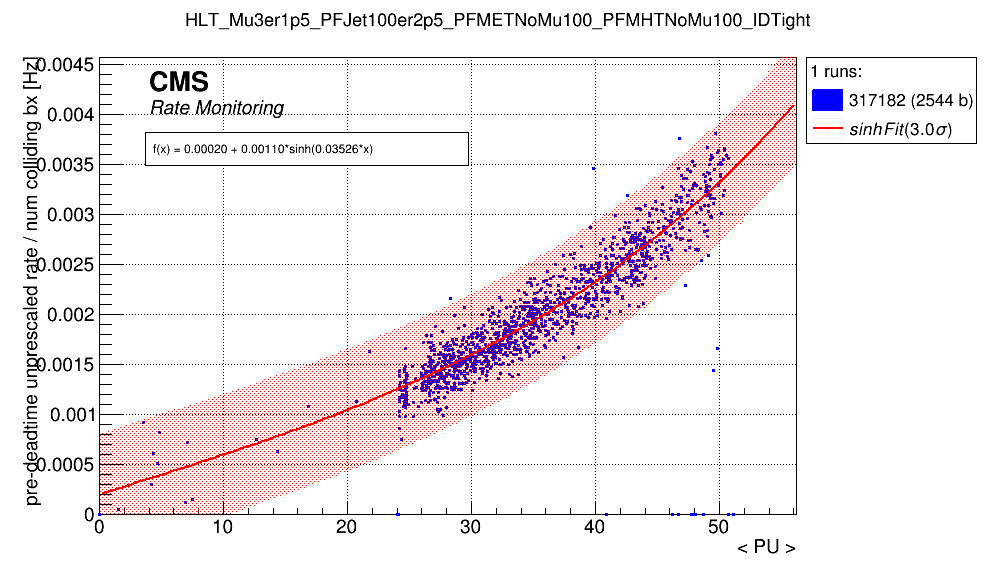 HLT_Mu3er1p5_PFJet100er2p5_PFMETNoMu100_PFMHTNoMu100_IDTight
pre-deadtime unprescaled rate / num colliding bx [Hz]
0.0045
0.004
0.0035
0.003
0.0025
0.002
0.0015
0.001
0.0005
0
CMS
Rate Monitoring
f(x) = 0.00020 + 0.00110*sinh(0.03526*x)
1 runs:
317182 (2544 b)
sinhFit(3.0σ)
0 10 20 30 40 50
< PU >